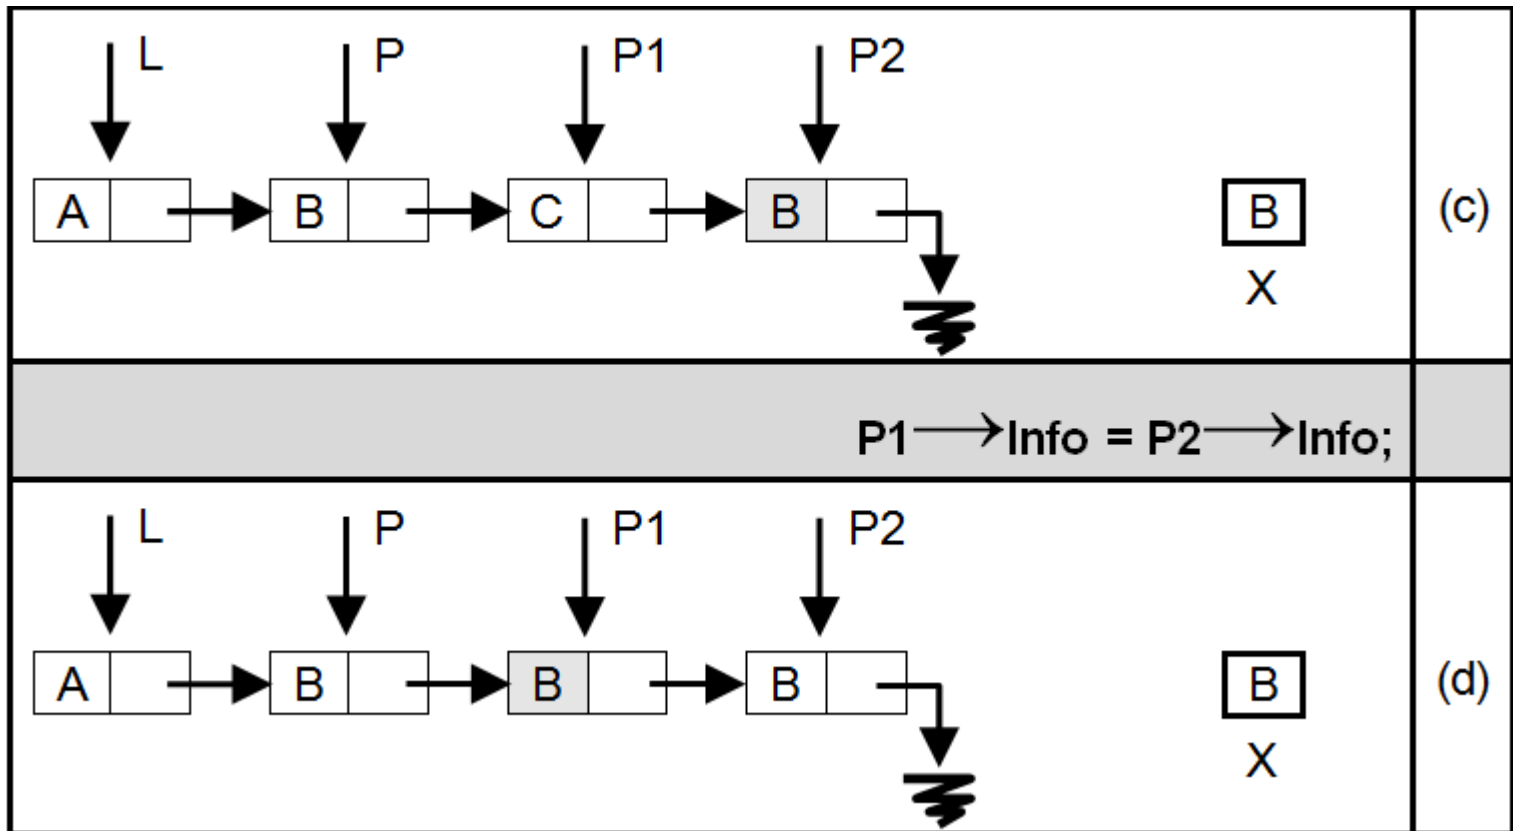 L P P1 P2
A B C B B (c)
X
P1→Info = P2→Info;
L P P1 P2
A B B B B (d)
X